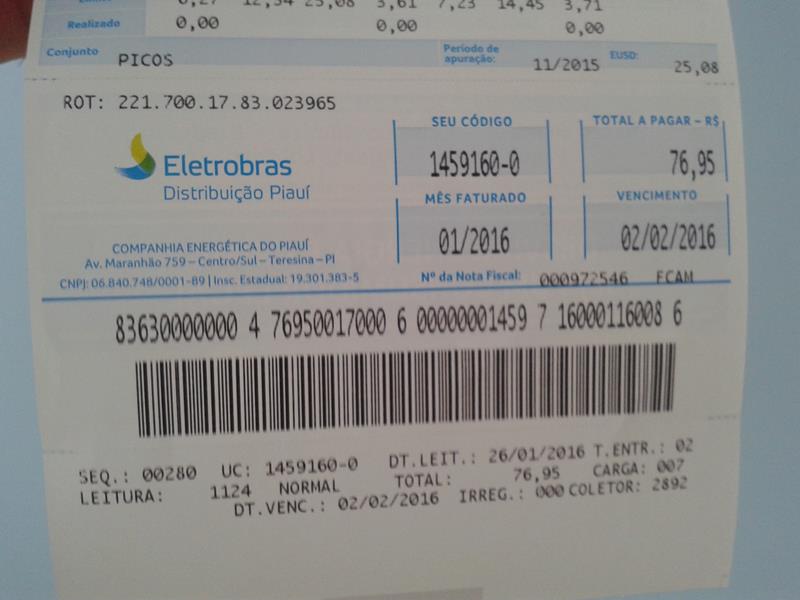 Realizado 0,00 0,00 0,00
Conjunto PICOS Período de apuração: 11/2015 EUSD: 25,08
ROT: 221.700.17.83.023965
Eletrobras
Distribuição Piauí
SEU CÓDIGO TOTAL A PAGAR - R$
1459160-0 76,95
MÊS FATURADO VENCIMENTO
01/2016 02/02/2016
COMPANHIA ENERGÉTICA DO PIAUÍ
Av. Maranhão 759 - Centro/Sul - Teresina - PI
CNPJ: 06.840.748/0001-89 | Insc. Estadual: 19.301.383-5
Nº da Nota Fiscal: 000972546 FCAM
83630000000 4 76950017000 6 00000001459 7 16000116008 6
SEQ.: 00280 UC: 1459160-0 DT.LEIT.: 26/01/2016 T.ENTR.: 02
LEITURA: 1124 NORMAL TOTAL: 76,95 CARGA: 007
DT.VENC.: 02/02/2016 IRREG.: 000 COLETOR: 2892